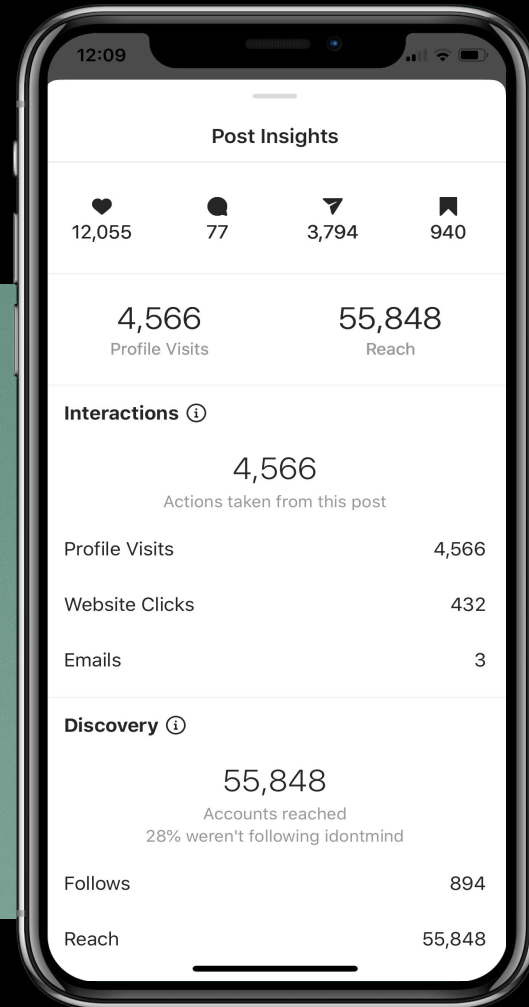 12:09
Post Insights
12,055 77 3,794 940
4,566 55,848
Profile Visits Reach
Interactions
4,566
Actions taken from this post
Profile Visits 4,566
Website Clicks 432
Emails 3
Discovery
55,848
Accounts reached
28% weren't following idontmind
Follows 894
Reach 55,848